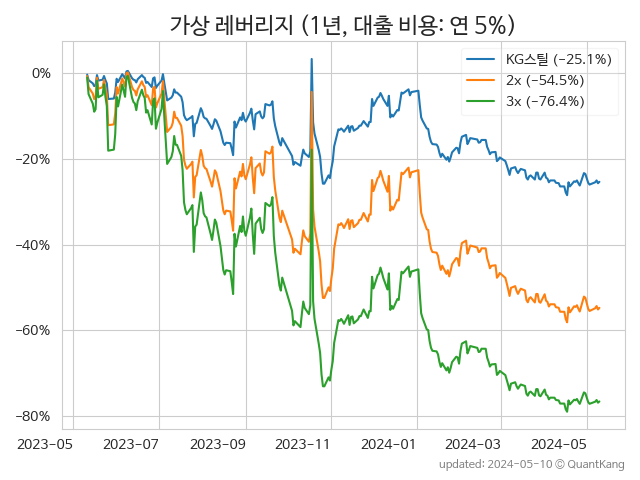 가상 레버리지 (1년, 대출 비용: 연 5%)
KG스틸 (−25.1%)
2x (−54.5%)
3x (−76.4%)
0%
−20%
−40%
−60%
−80%
2023−05 2023−07 2023−09 2023−11 2024−01 2024−03 2024−05
updated: 2024-05-10 © QuantKang